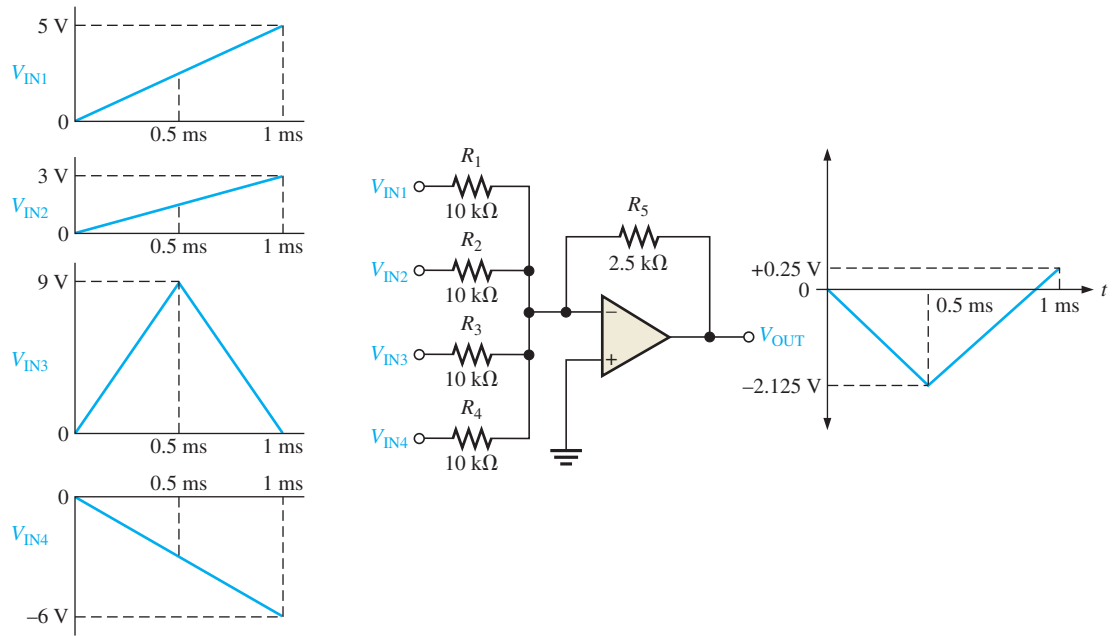 5 V
V_IN1
0
0.5 ms 1 ms
3 V
V_IN2
0
0.5 ms 1 ms
9 V
V_IN3
0
0.5 ms 1 ms
0.5 ms 1 ms
0
V_IN4
–6 V
R_1
V_IN1
10 kΩ
R_2
V_IN2
10 kΩ
R_3
V_IN3
10 kΩ
R_4
V_IN4
10 kΩ
R_5
2.5 kΩ
–
+
V_OUT
+0.25 V
0
t
0.5 ms 1 ms
–2.125 V